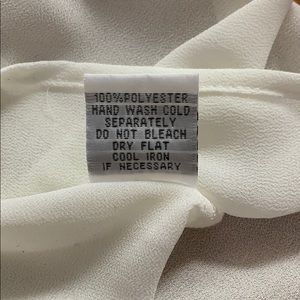 100%POLYESTER
HAND WASH COLD
SEPARATELY
DO NOT BLEACH
DRY FLAT
COOL IRON
IF NECESSARY